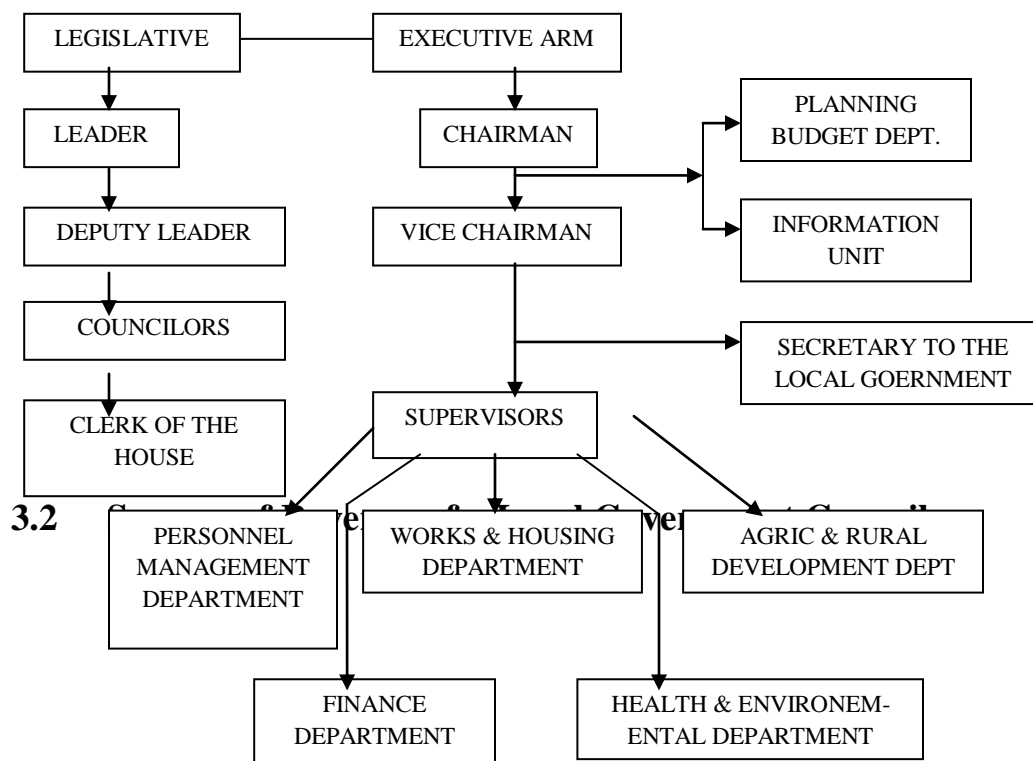 LEGISLATIVE
EXECUTIVE ARM
LEADER
CHAIRMAN
PLANNING
BUDGET DEPT.
DEPUTY LEADER
VICE CHAIRMAN
INFORMATION
UNIT
COUNCILORS
SECRETARY TO THE
LOCAL GOERNMENT
CLERK OF THE
HOUSE
SUPERVISORS
3.2
PERSONNEL
MANAGEMENT
DEPARTMENT
WORKS & HOUSING
DEPARTMENT
AGRIC & RURAL
DEVELOPMENT DEPT
FINANCE
DEPARTMENT
HEALTH & ENVIRONEM-
ENTAL DEPARTMENT